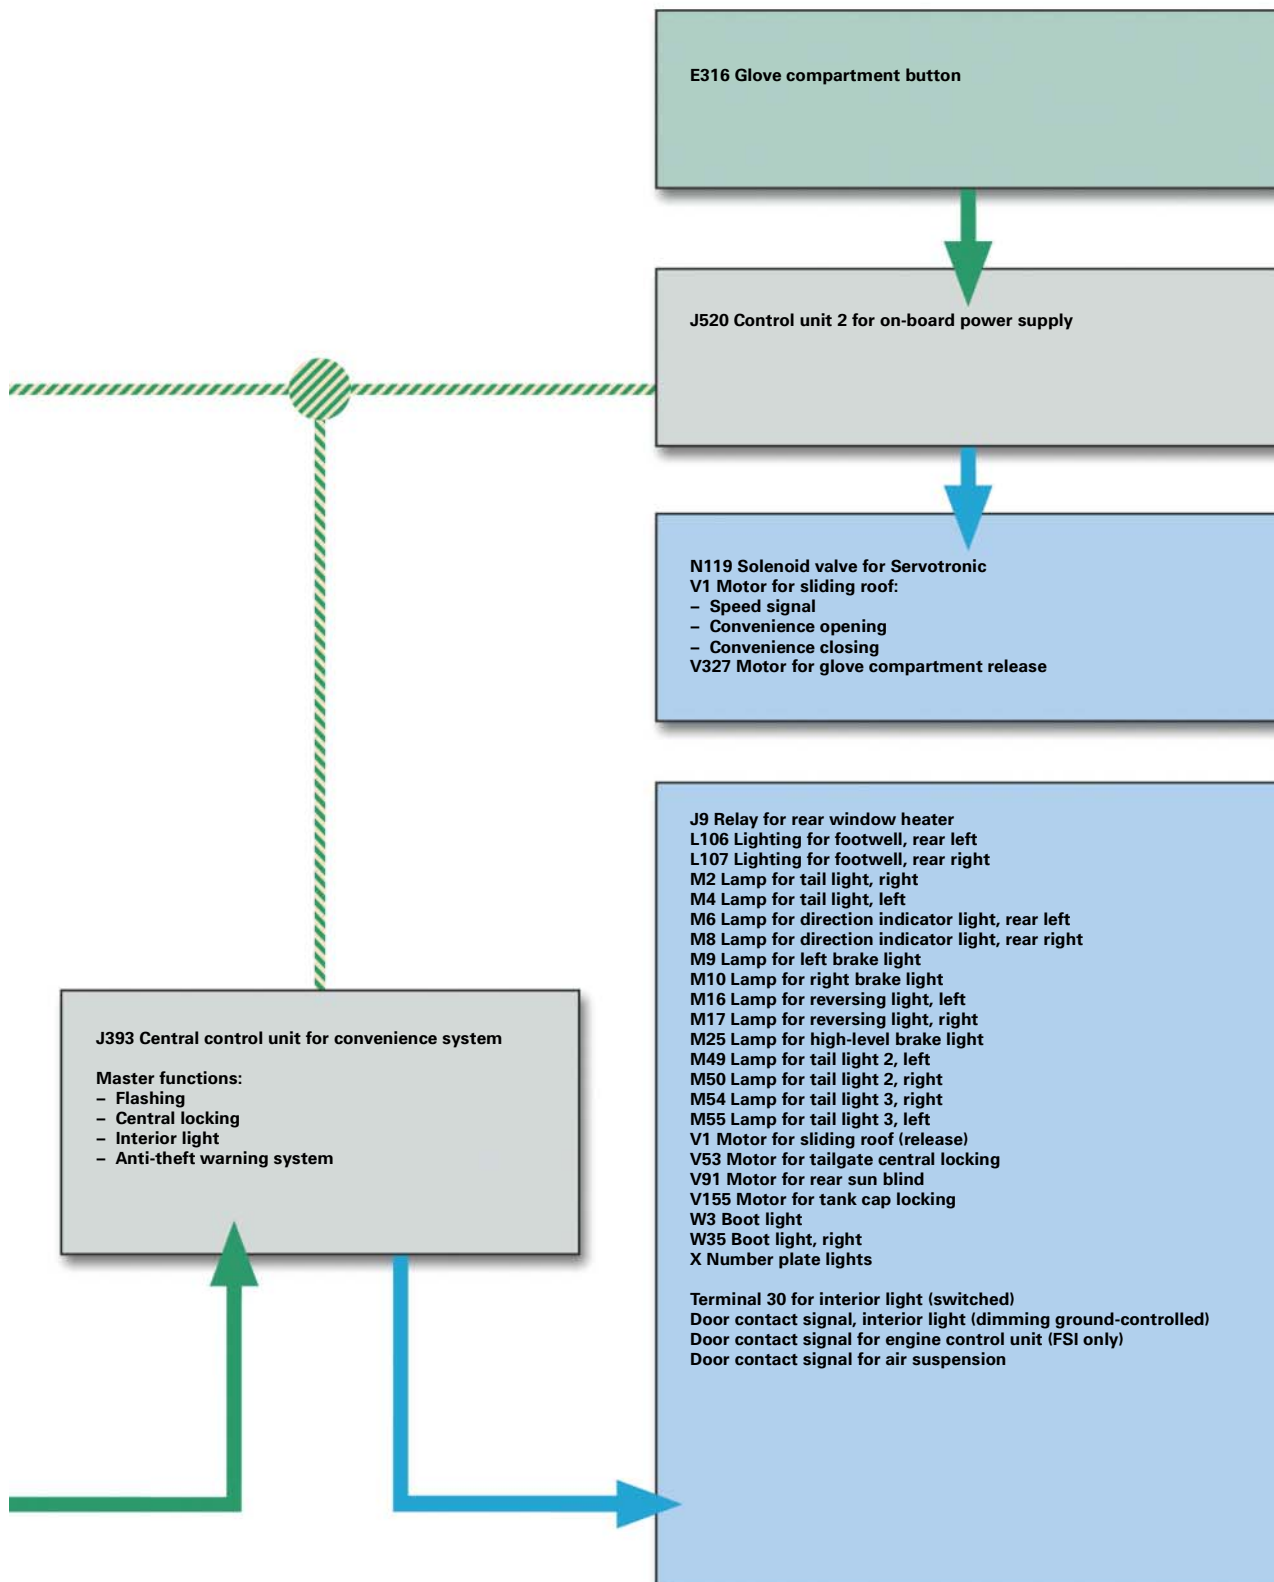 E316 Glove compartment button
J520 Control unit 2 for on-board power supply
N119 Solenoid valve for Servotronic
V1 Motor for sliding roof:
– Speed signal
– Convenience opening
– Convenience closing
V327 Motor for glove compartment release
J393 Central control unit for convenience system
Master functions:
– Flashing
– Central locking
– Interior light
– Anti-theft warning system
J9 Relay for rear window heater
L106 Lighting for footwell, rear left
L107 Lighting for footwell, rear right
M2 Lamp for tail light, right
M4 Lamp for tail light, left
M6 Lamp for direction indicator light, rear left
M8 Lamp for direction indicator light, rear right
M9 Lamp for left brake light
M10 Lamp for right brake light
M16 Lamp for reversing light, left
M17 Lamp for reversing light, right
M25 Lamp for high-level brake light
M49 Lamp for tail light 2, left
M50 Lamp for tail light 2, right
M54 Lamp for tail light 3, right
M55 Lamp for tail light 3, left
V1 Motor for sliding roof (release)
V53 Motor for tailgate central locking
V91 Motor for rear sun blind
V155 Motor for tank cap locking
W3 Boot light
W35 Boot light, right
X Number plate lights
Terminal 30 for interior light (switched)
Door contact signal, interior light (dimming ground-controlled)
Door contact signal for engine control unit (FSI only)
Door contact signal for air suspension